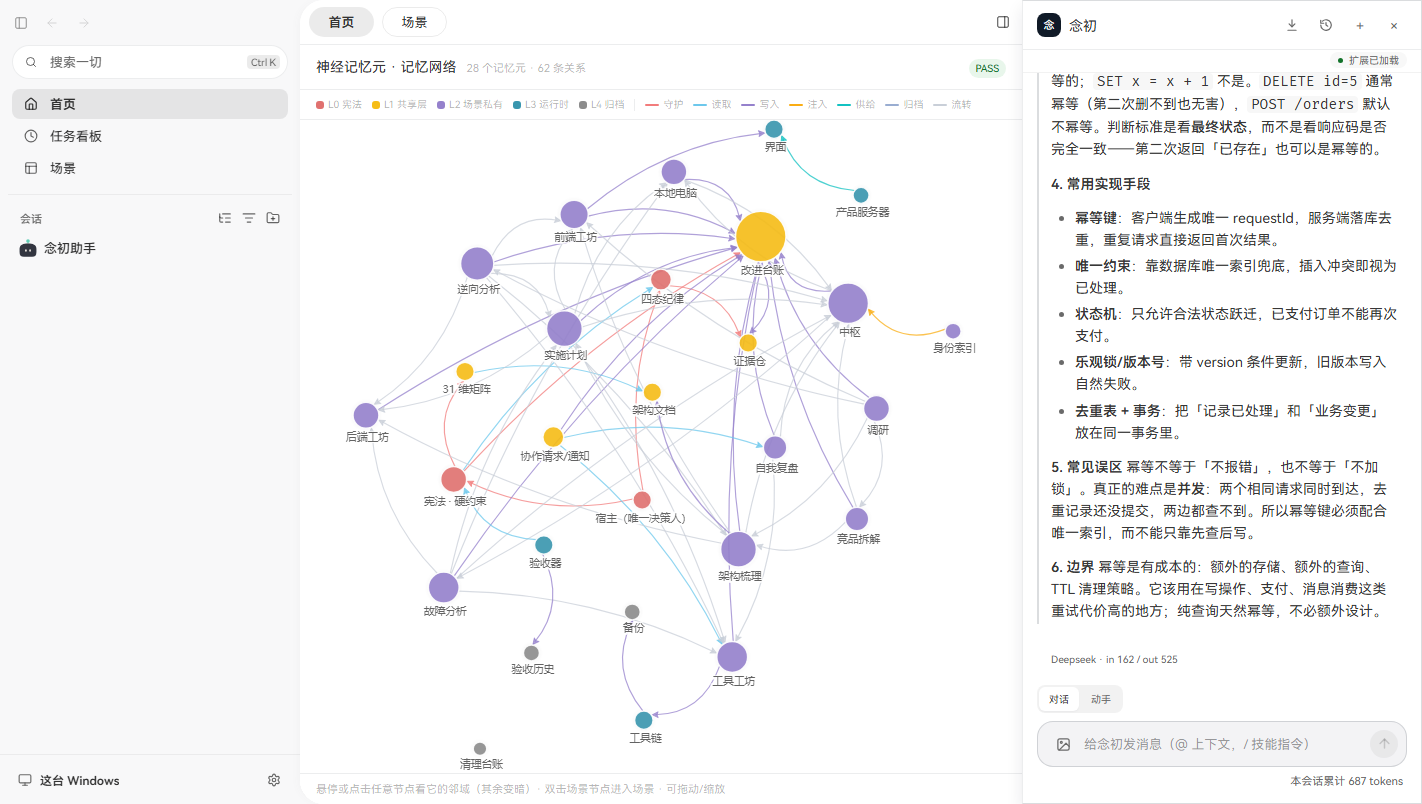 搜索一切
Ctrl K
首页
任务看板
场景
会话
念初助手
这台 Windows
首页
场景
神经记忆元 · 记忆网络
28 个记忆元 · 62 条关系
PASS
L0 宪法
L1 共享层
L2 场景私有
L3 运行时
L4 归档
守护
读取
写入
注入
供给
归档
流转
界面
本地电脑
产品服务器
前端工坊
改进台账
逆向分析
四态纪律
中枢
实施计划
身份索引
证据仓
31 维矩阵
架构文档
后端工坊
调研
协作请求/通知
自我复盘
宪法 · 硬约束
宿主（唯一决策人）
竞品拆解
验收器
架构梳理
故障分析
备份
验收历史
工具工坊
工具链
清理台账
悬停或点击任意节点看它的邻域（其余变暗）· 双击场景节点进入场景 · 可拖动/缩放
念
念初
扩展已加载
等的；SET x = x + 1 不是。DELETE id=5 通常
幂等（第二次删不到也无害），POST /orders 默认
不幂等。判断标准是看最终状态，而不是看响应码是否
完全一致——第二次返回「已存在」也可以是幂等的。
4. 常用实现手段
幂等键：客户端生成唯一 requestId，服务端落库去
重，重复请求直接返回首次结果。
唯一约束：靠数据库唯一索引兜底，插入冲突即视为
已处理。
状态机：只允许合法状态跃迁，已支付订单不能再次
支付。
乐观锁/版本号：带 version 条件更新，旧版本写入
自然失败。
去重表 + 事务：把「记录已处理」和「业务变更」
放在同一事务里。
5. 常见误区 幂等不等于「不报错」，也不等于「不加
锁」。真正的难点是并发：两个相同请求同时到达，去
重记录还没提交，两边都查不到。所以幂等键必须配合
唯一索引，而不能只靠先查后写。
6. 边界 幂等是有成本的：额外的存储、额外的查询、
TTL 清理策略。它该用在写操作、支付、消息消费这类
重试代价高的地方；纯查询天然幂等，不必额外设计。
Deepseek · in 162 / out 525
对话
动手
给念初发消息（@ 上下文，/ 技能指令）
本会话累计 687 tokens